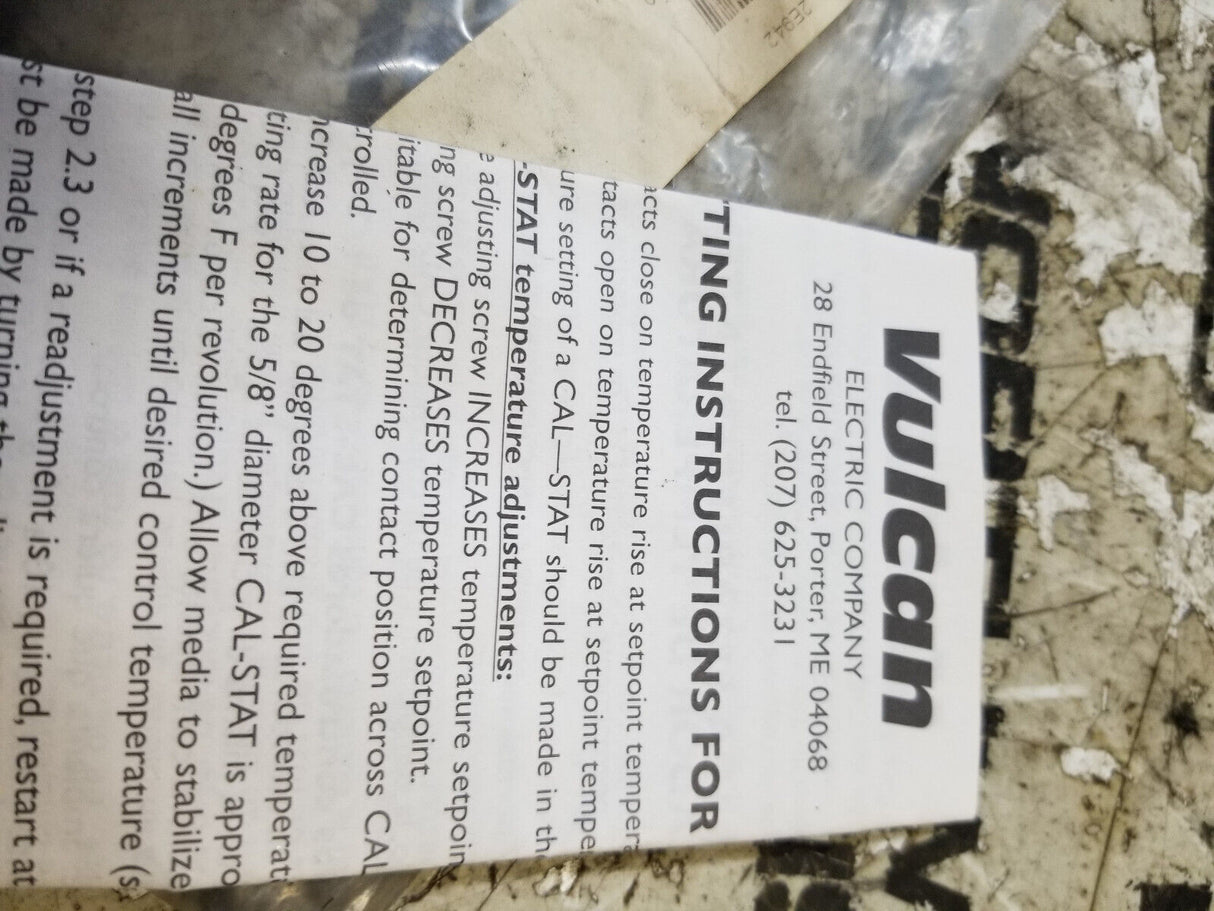 Vulcan
ELECTRIC COMPANY
28 Endfield Street, Porter, ME 04068
tel. (207) 625-3231
TING INSTRUCTIONS FOR
acts close on temperature rise at setpoint tempera
tacts open on temperature rise at setpoint tempe
ure setting of a CAL—STAT should be made in th
-STAT temperature adjustments:
e adjusting screw INCREASES temperature setpoin
ng screw DECREASES temperature setpoint.
itable for determining contact position across CAL
rolled.
ncrease 10 to 20 degrees above required temperat
ting rate for the 5/8” diameter CAL-STAT is appro
degrees F per revolution.) Allow media to stabilize
all increments until desired control temperature (s
step 2.3 or if a readjustment is required, restart at
st be made by turning the
2E942